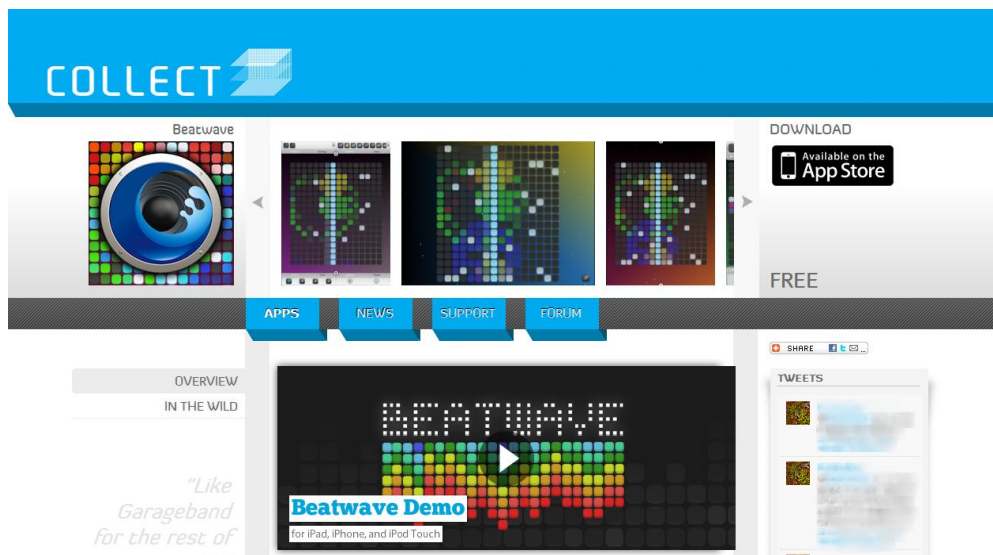 COLLECT
Beatwave
DOWNLOAD
Available on the
App Store
FREE
APPS
NEWS
SUPPORT
FORUM
SHARE
OVERVIEW
IN THE WILD
"Like
Garageband
for the rest of
BEATWAVE
Beatwave Demo
for iPad, iPhone, and iPod Touch
TWEETS